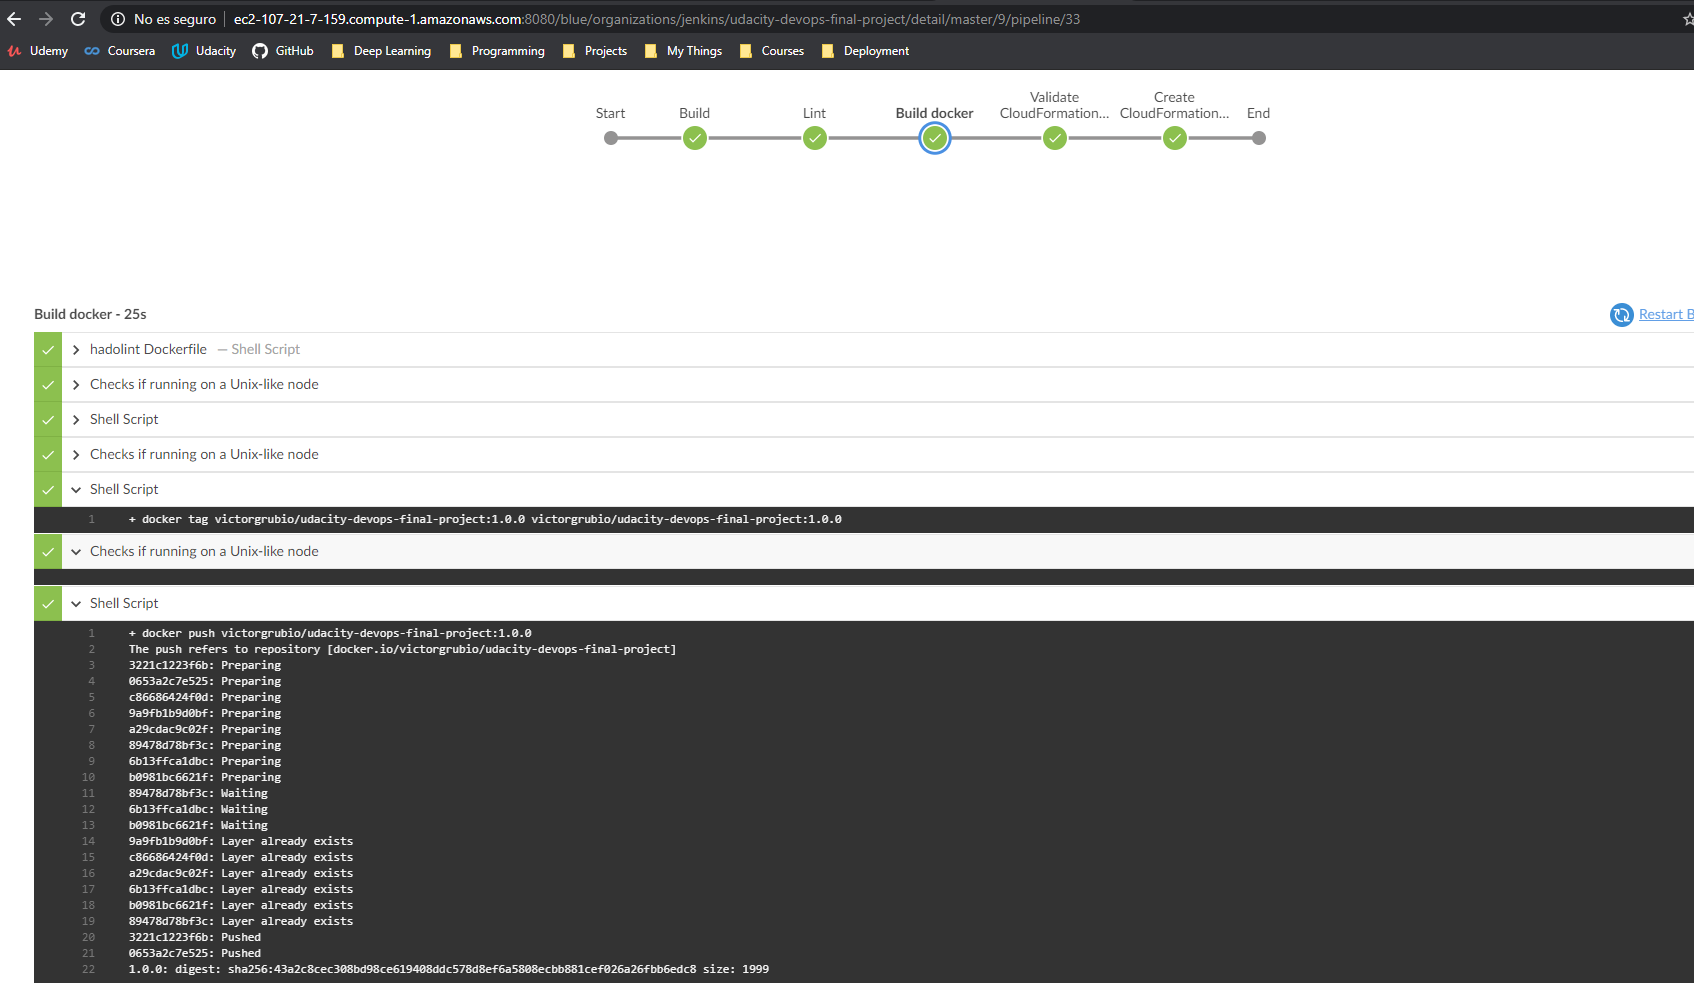 No es seguro ec2-107-21-7-159.compute-1.amazonaws.com:8080/blue/organizations/jenkins/udacity-devops-final-project/detail/master/9/pipeline/33
Udemy Coursera Udacity GitHub Deep Learning Programming Projects My Things Courses Deployment
Start Build Lint Build docker Validate CloudFormation... Create CloudFormation... End
Build docker - 25s Restart B
hadolint Dockerfile — Shell Script
Checks if running on a Unix-like node
Shell Script
Checks if running on a Unix-like node
Shell Script
1 + docker tag victorgrubio/udacity-devops-final-project:1.0.0 victorgrubio/udacity-devops-final-project:1.0.0
Checks if running on a Unix-like node
Shell Script
1 + docker push victorgrubio/udacity-devops-final-project:1.0.0
2 The push refers to repository [docker.io/victorgrubio/udacity-devops-final-project]
3 3221c1223f6b: Preparing
4 0653a2c7e525: Preparing
5 c86686424f0d: Preparing
6 9a9fb1b9d0bf: Preparing
7 a29cdac9c02f: Preparing
8 89478d78bf3c: Preparing
9 6b13ffca1dbc: Preparing
10 b0981bc6621f: Preparing
11 89478d78bf3c: Waiting
12 6b13ffca1dbc: Waiting
13 b0981bc6621f: Waiting
14 9a9fb1b9d0bf: Layer already exists
15 c86686424f0d: Layer already exists
16 a29cdac9c02f: Layer already exists
17 6b13ffca1dbc: Layer already exists
18 b0981bc6621f: Layer already exists
19 89478d78bf3c: Layer already exists
20 3221c1223f6b: Pushed
21 0653a2c7e525: Pushed
22 1.0.0: digest: sha256:43a2c8cec308bd98ce619408ddc578d8ef6a5808ecbb881cef026a26fbb6edc8 size: 1999